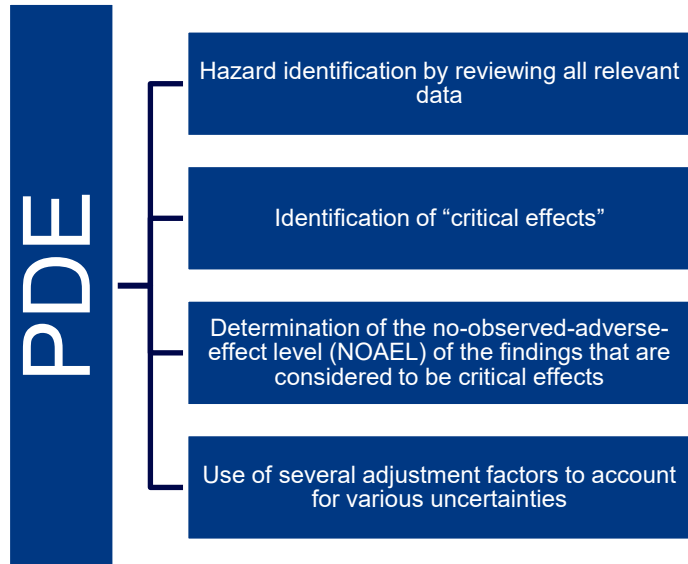 PDE
Hazard identification by reviewing all relevant
data
Identification of “critical effects”
Determination of the no-observed-adverse-
effect level (NOAEL) of the findings that are
considered to be critical effects
Use of several adjustment factors to account
for various uncertainties